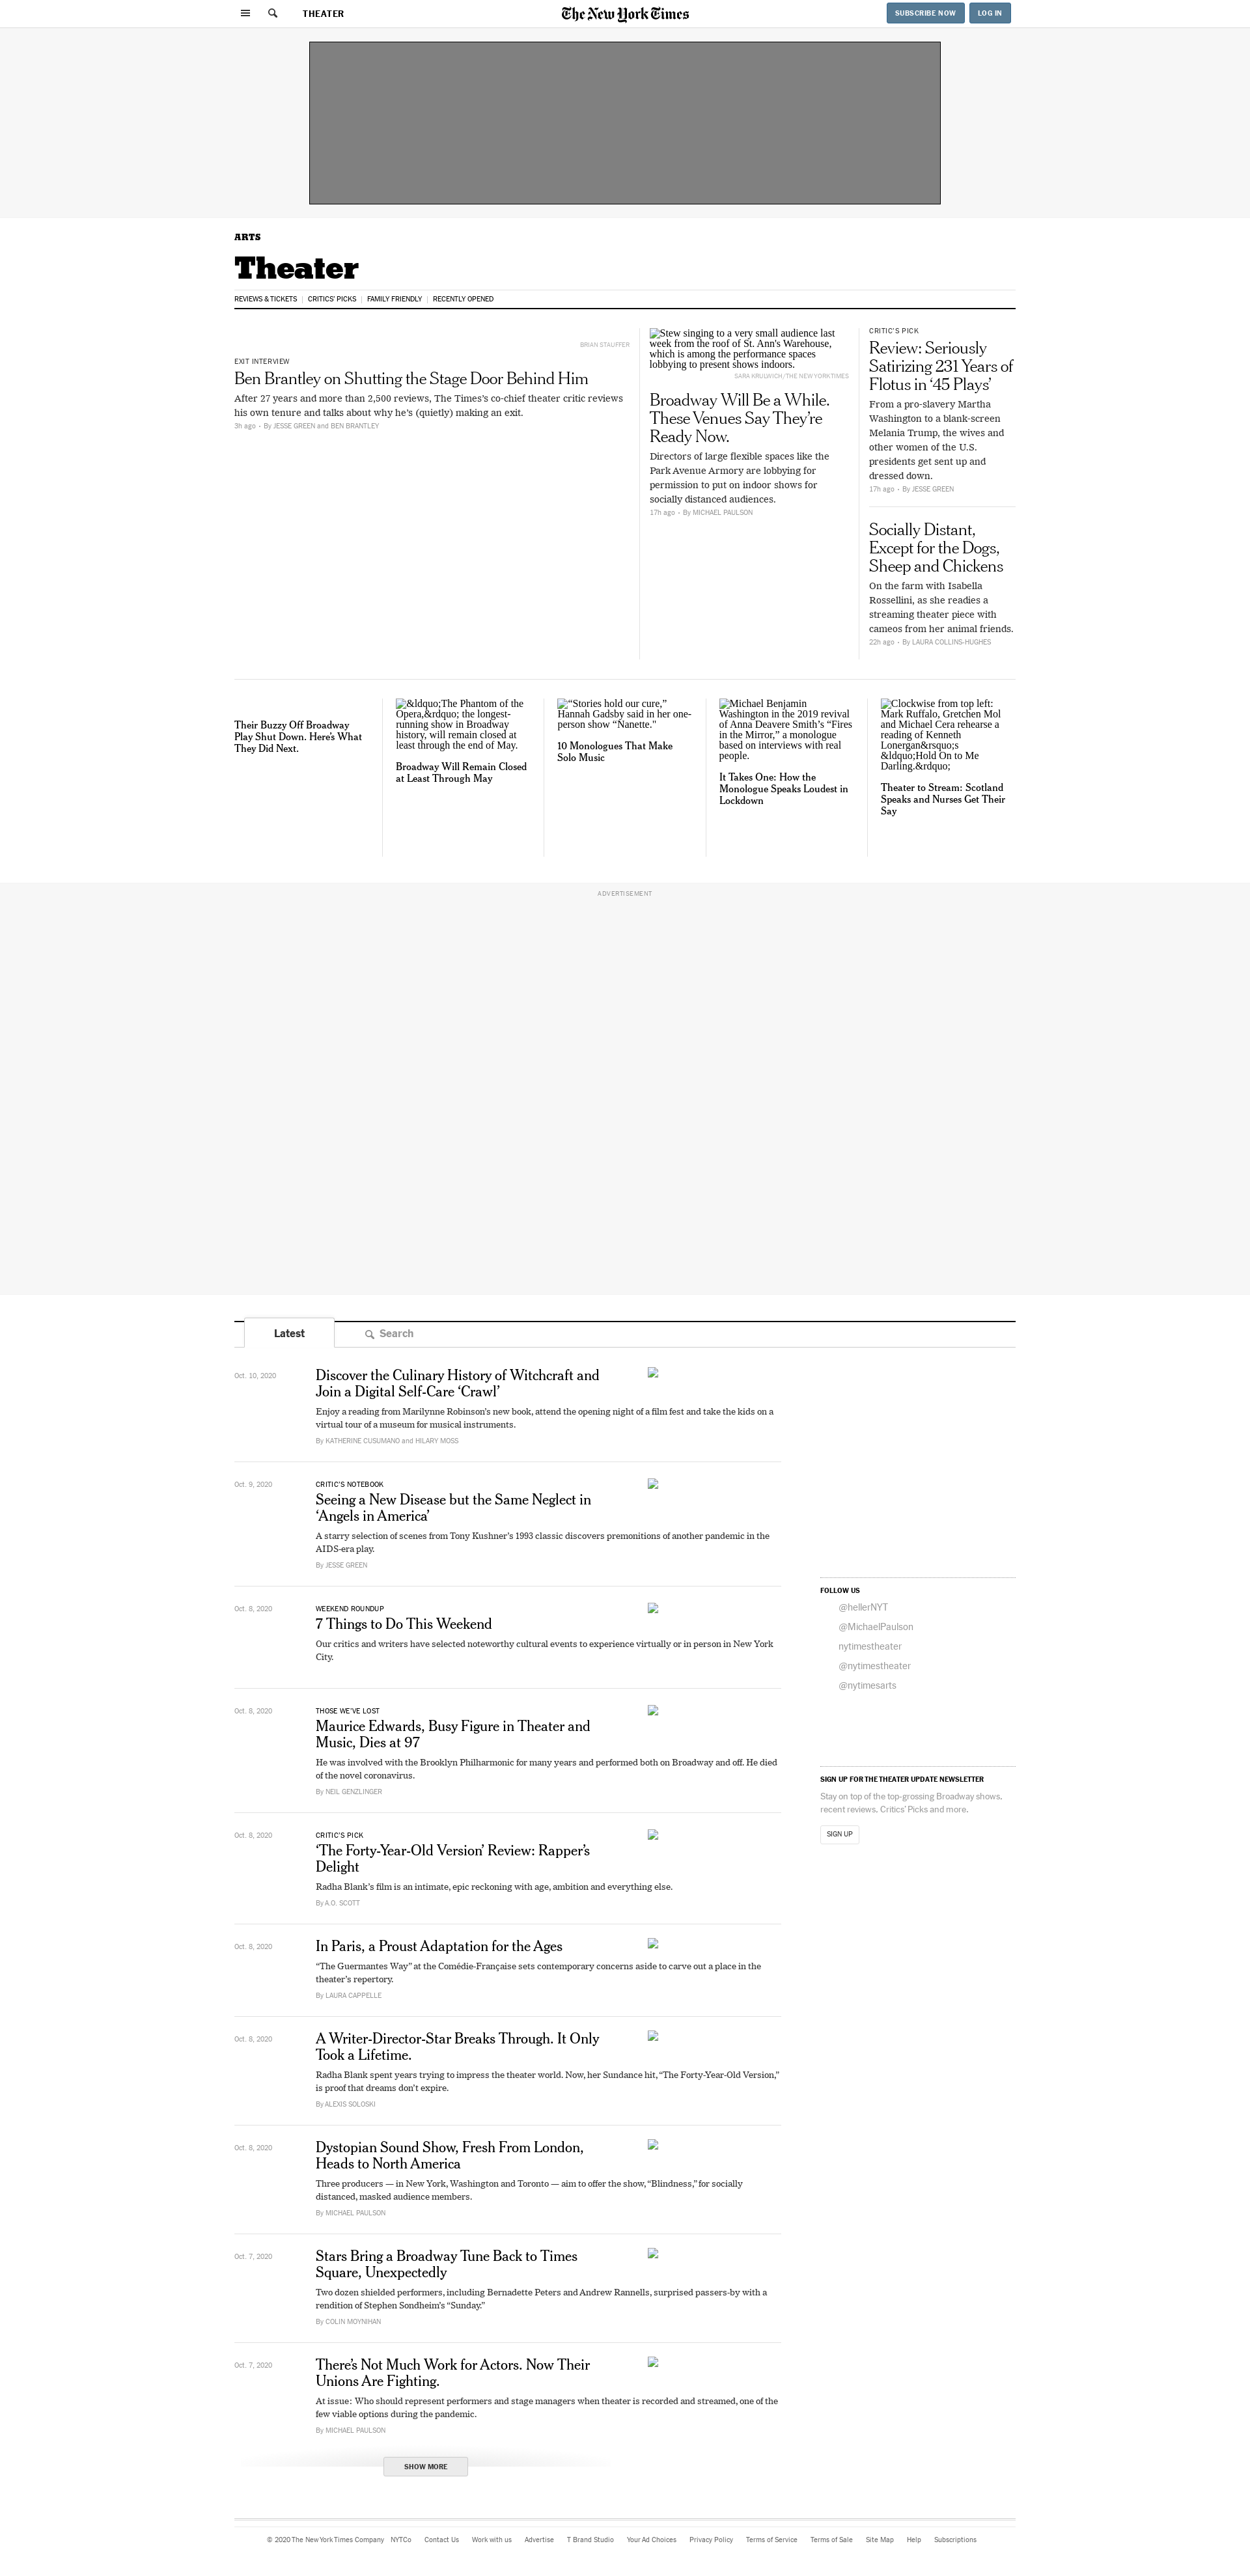 THEATER
The New York Times
SUBSCRIBE NOW
LOG IN
ARTS
Theater
REVIEWS & TICKETS
CRITICS' PICKS
FAMILY FRIENDLY
RECENTLY OPENED
BRIAN STAUFFER
EXIT INTERVIEW
Ben Brantley on Shutting the Stage Door Behind Him
After 27 years and more than 2,500 reviews, The Times’s co-chief theater critic reviews
his own tenure and talks about why he’s (quietly) making an exit.
3h ago • By JESSE GREEN and BEN BRANTLEY
Stew singing to a very small audience last
week from the roof of St. Ann's Warehouse,
which is among the performance spaces
lobbying to present shows indoors.
SARA KRULWICH/THE NEW YORK TIMES
Broadway Will Be a While.
These Venues Say They’re
Ready Now.
Directors of large flexible spaces like the
Park Avenue Armory are lobbying for
permission to put on indoor shows for
socially distanced audiences.
17h ago • By MICHAEL PAULSON
CRITIC’S PICK
Review: Seriously
Satirizing 231 Years of
Flotus in ‘45 Plays’
From a pro-slavery Martha
Washington to a blank-screen
Melania Trump, the wives and
other women of the U.S.
presidents get sent up and
dressed down.
17h ago • By JESSE GREEN
Socially Distant,
Except for the Dogs,
Sheep and Chickens
On the farm with Isabella
Rossellini, as she readies a
streaming theater piece with
cameos from her animal friends.
22h ago • By LAURA COLLINS-HUGHES
Their Buzzy Off Broadway
Play Shut Down. Here’s What
They Did Next.
&ldquo;The Phantom of the
Opera,&rdquo; the longest-
running show in Broadway
history, will remain closed at
least through the end of May.
Broadway Will Remain Closed
at Least Through May
“Stories hold our cure,”
Hannah Gadsby said in her one-
person show “Nanette."
10 Monologues That Make
Solo Music
Michael Benjamin
Washington in the 2019 revival
of Anna Deavere Smith’s “Fires
in the Mirror,” a monologue
based on interviews with real
people.
It Takes One: How the
Monologue Speaks Loudest in
Lockdown
Clockwise from top left:
Mark Ruffalo, Gretchen Mol
and Michael Cera rehearse a
reading of Kenneth
Lonergan&rsquo;s
&ldquo;Hold On to Me
Darling.&rdquo;
Theater to Stream: Scotland
Speaks and Nurses Get Their
Say
ADVERTISEMENT
Latest
Search
Oct. 10, 2020
Discover the Culinary History of Witchcraft and
Join a Digital Self-Care ‘Crawl’
Enjoy a reading from Marilynne Robinson’s new book, attend the opening night of a film fest and take the kids on a
virtual tour of a museum for musical instruments.
By KATHERINE CUSUMANO and HILARY MOSS
Oct. 9, 2020
CRITIC’S NOTEBOOK
Seeing a New Disease but the Same Neglect in
‘Angels in America’
A starry selection of scenes from Tony Kushner’s 1993 classic discovers premonitions of another pandemic in the
AIDS-era play.
By JESSE GREEN
Oct. 8, 2020
WEEKEND ROUNDUP
7 Things to Do This Weekend
Our critics and writers have selected noteworthy cultural events to experience virtually or in person in New York
City.
Oct. 8, 2020
THOSE WE’VE LOST
Maurice Edwards, Busy Figure in Theater and
Music, Dies at 97
He was involved with the Brooklyn Philharmonic for many years and performed both on Broadway and off. He died
of the novel coronavirus.
By NEIL GENZLINGER
Oct. 8, 2020
CRITIC’S PICK
‘The Forty-Year-Old Version’ Review: Rapper’s
Delight
Radha Blank’s film is an intimate, epic reckoning with age, ambition and everything else.
By A.O. SCOTT
Oct. 8, 2020
In Paris, a Proust Adaptation for the Ages
“The Guermantes Way” at the Comédie-Française sets contemporary concerns aside to carve out a place in the
theater’s repertory.
By LAURA CAPPELLE
Oct. 8, 2020
A Writer-Director-Star Breaks Through. It Only
Took a Lifetime.
Radha Blank spent years trying to impress the theater world. Now, her Sundance hit, “The Forty-Year-Old Version,”
is proof that dreams don’t expire.
By ALEXIS SOLOSKI
Oct. 8, 2020
Dystopian Sound Show, Fresh From London,
Heads to North America
Three producers — in New York, Washington and Toronto — aim to offer the show, “Blindness,” for socially
distanced, masked audience members.
By MICHAEL PAULSON
Oct. 7, 2020
Stars Bring a Broadway Tune Back to Times
Square, Unexpectedly
Two dozen shielded performers, including Bernadette Peters and Andrew Rannells, surprised passers-by with a
rendition of Stephen Sondheim’s “Sunday.”
By COLIN MOYNIHAN
Oct. 7, 2020
There’s Not Much Work for Actors. Now Their
Unions Are Fighting.
At issue: Who should represent performers and stage managers when theater is recorded and streamed, one of the
few viable options during the pandemic.
By MICHAEL PAULSON
SHOW MORE
FOLLOW US
@hellerNYT
@MichaelPaulson
nytimestheater
@nytimestheater
@nytimesarts
SIGN UP FOR THE THEATER UPDATE NEWSLETTER
Stay on top of the top-grossing Broadway shows,
recent reviews, Critics’ Picks and more.
SIGN UP
© 2020 The New York Times Company
NYTCo
Contact Us
Work with us
Advertise
T Brand Studio
Your Ad Choices
Privacy Policy
Terms of Service
Terms of Sale
Site Map
Help
Subscriptions